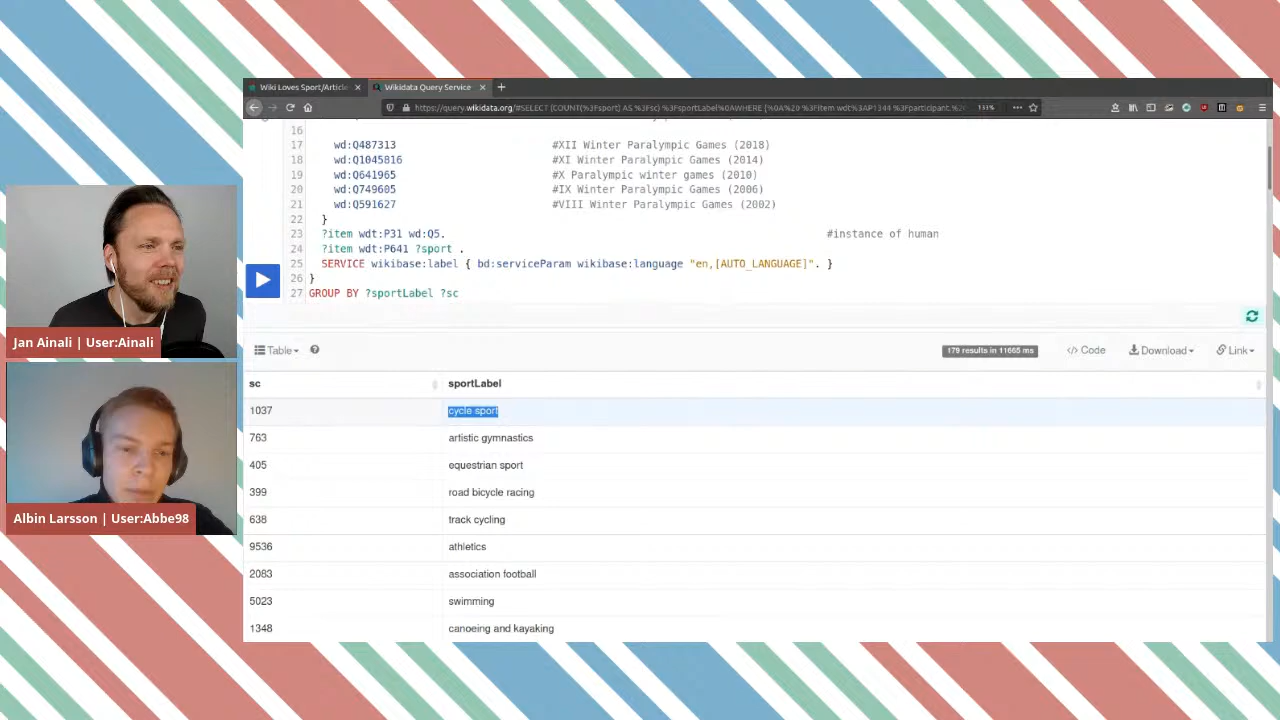 Wiki Loves Sport/Article
Wikidata Query Service
https://query.wikidata.org/#SELECT (COUNT(%3Fsport) AS %3Fsc) %3FsportLabel%0AWHERE
133%
16
17 wd:Q487313 #XII Winter Paralympic Games (2018)
18 wd:Q1045816 #XI Winter Paralympic Games (2014)
19 wd:Q641965 #X Paralympic winter games (2010)
20 wd:Q749605 #IX Winter Paralympic Games (2006)
21 wd:Q591627 #VIII Winter Paralympic Games (2002)
22 }
23 ?item wdt:P31 wd:Q5. #instance of human
24 ?item wdt:P641 ?sport .
25 SERVICE wikibase:label { bd:serviceParam wikibase:language "en,[AUTO_LANGUAGE]". }
26 }
27 GROUP BY ?sportLabel ?sc
Table
179 results in 11665 ms
</> Code
Download
Link
sc sportLabel
1037 cycle sport
763 artistic gymnastics
405 equestrian sport
399 road bicycle racing
638 track cycling
9536 athletics
2083 association football
5023 swimming
1348 canoeing and kayaking
Jan Ainali | User:Ainali
Albin Larsson | User:Abbe98